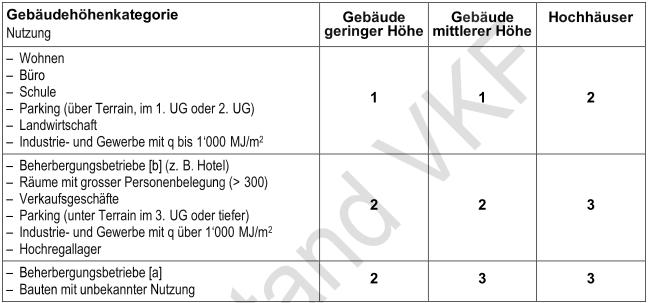 Gebäudehöhenkategorie
Nutzung
Gebäude geringer Höhe
Gebäude mittlerer Höhe
Hochhäuser
– Wohnen
– Büro
– Schule
– Parking (über Terrain, im 1. UG oder 2. UG)
– Landwirtschaft
– Industrie- und Gewerbe mit q bis 1‘000 MJ/m²
1
1
2
– Beherbergungsbetriebe [b] (z. B. Hotel)
– Räume mit grosser Personenbelegung (> 300)
– Verkaufsgeschäfte
– Parking (unter Terrain im 3. UG oder tiefer)
– Industrie- und Gewerbe mit q über 1‘000 MJ/m²
– Hochregallager
2
2
3
– Beherbergungsbetriebe [a]
– Bauten mit unbekannter Nutzung
2
3
3
tand VKF